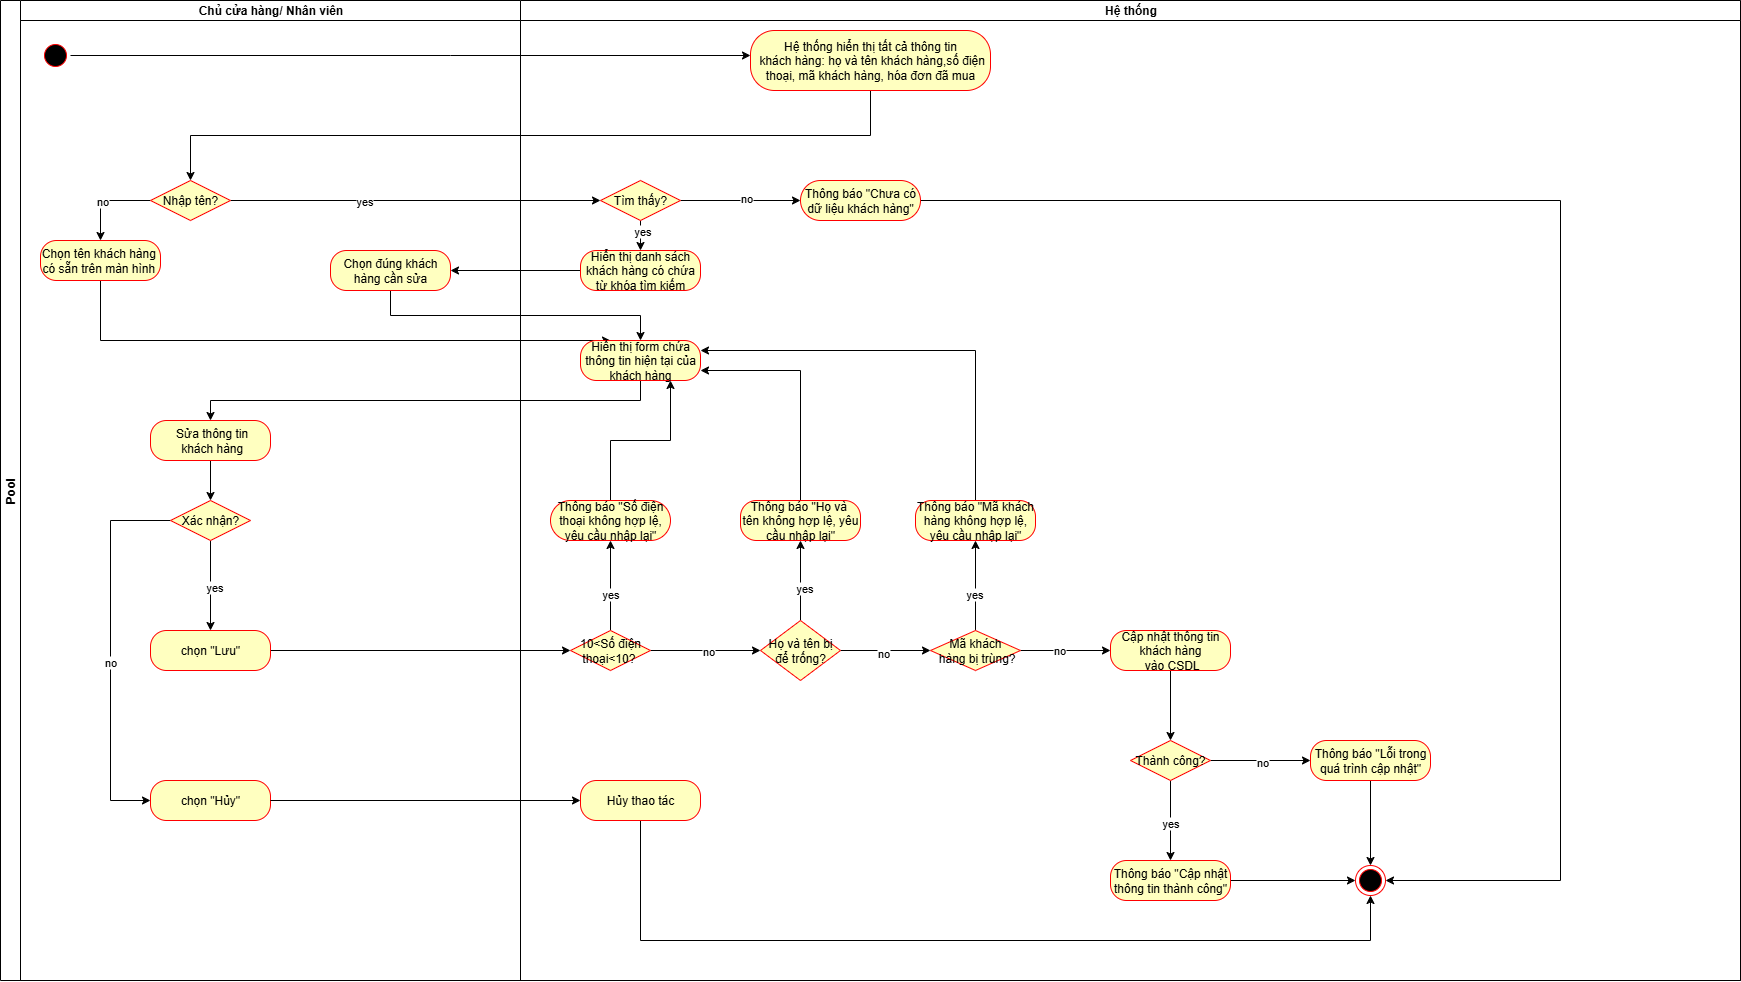 Chủ cửa hàng/ Nhân viên
Hệ thống
Pool
Hệ thống hiển thị tất cả thông tin
khách hàng: họ và tên khách hàng,số điện
thoại, mã khách hàng, hóa đơn đã mua
Nhập tên?
no
yes
Tìm thấy?
no
yes
Thông báo "Chưa có
dữ liệu khách hàng"
Chọn tên khách hàng
có sẵn trên màn hình
Chọn đúng khách
hàng cần sửa
Hiển thị danh sách
khách hàng có chứa
từ khóa tìm kiếm
Hiển thị form chứa
thông tin hiện tại của
khách hàng
Sửa thông tin
khách hàng
Xác nhận?
yes
no
Thông báo "Số điện
thoại không hợp lệ,
yêu cầu nhập lại"
Thông báo "Họ và
tên không hợp lệ, yêu
cầu nhập lại"
Thông báo "Mã khách
hàng không hợp lệ,
yêu cầu nhập lại"
yes
yes
yes
chọn "Lưu"
10<Số điện
thoại<10?
no
Họ và tên bị
để trống?
no
Mã khách
hàng bị trùng?
no
Cập nhật thông tin
khách hàng
vào CSDL
Thành công?
no
yes
Thông báo "Lỗi trong
quá trình cập nhật"
chọn "Hủy"
Hủy thao tác
Thông báo "Cập nhật
thông tin thành công"